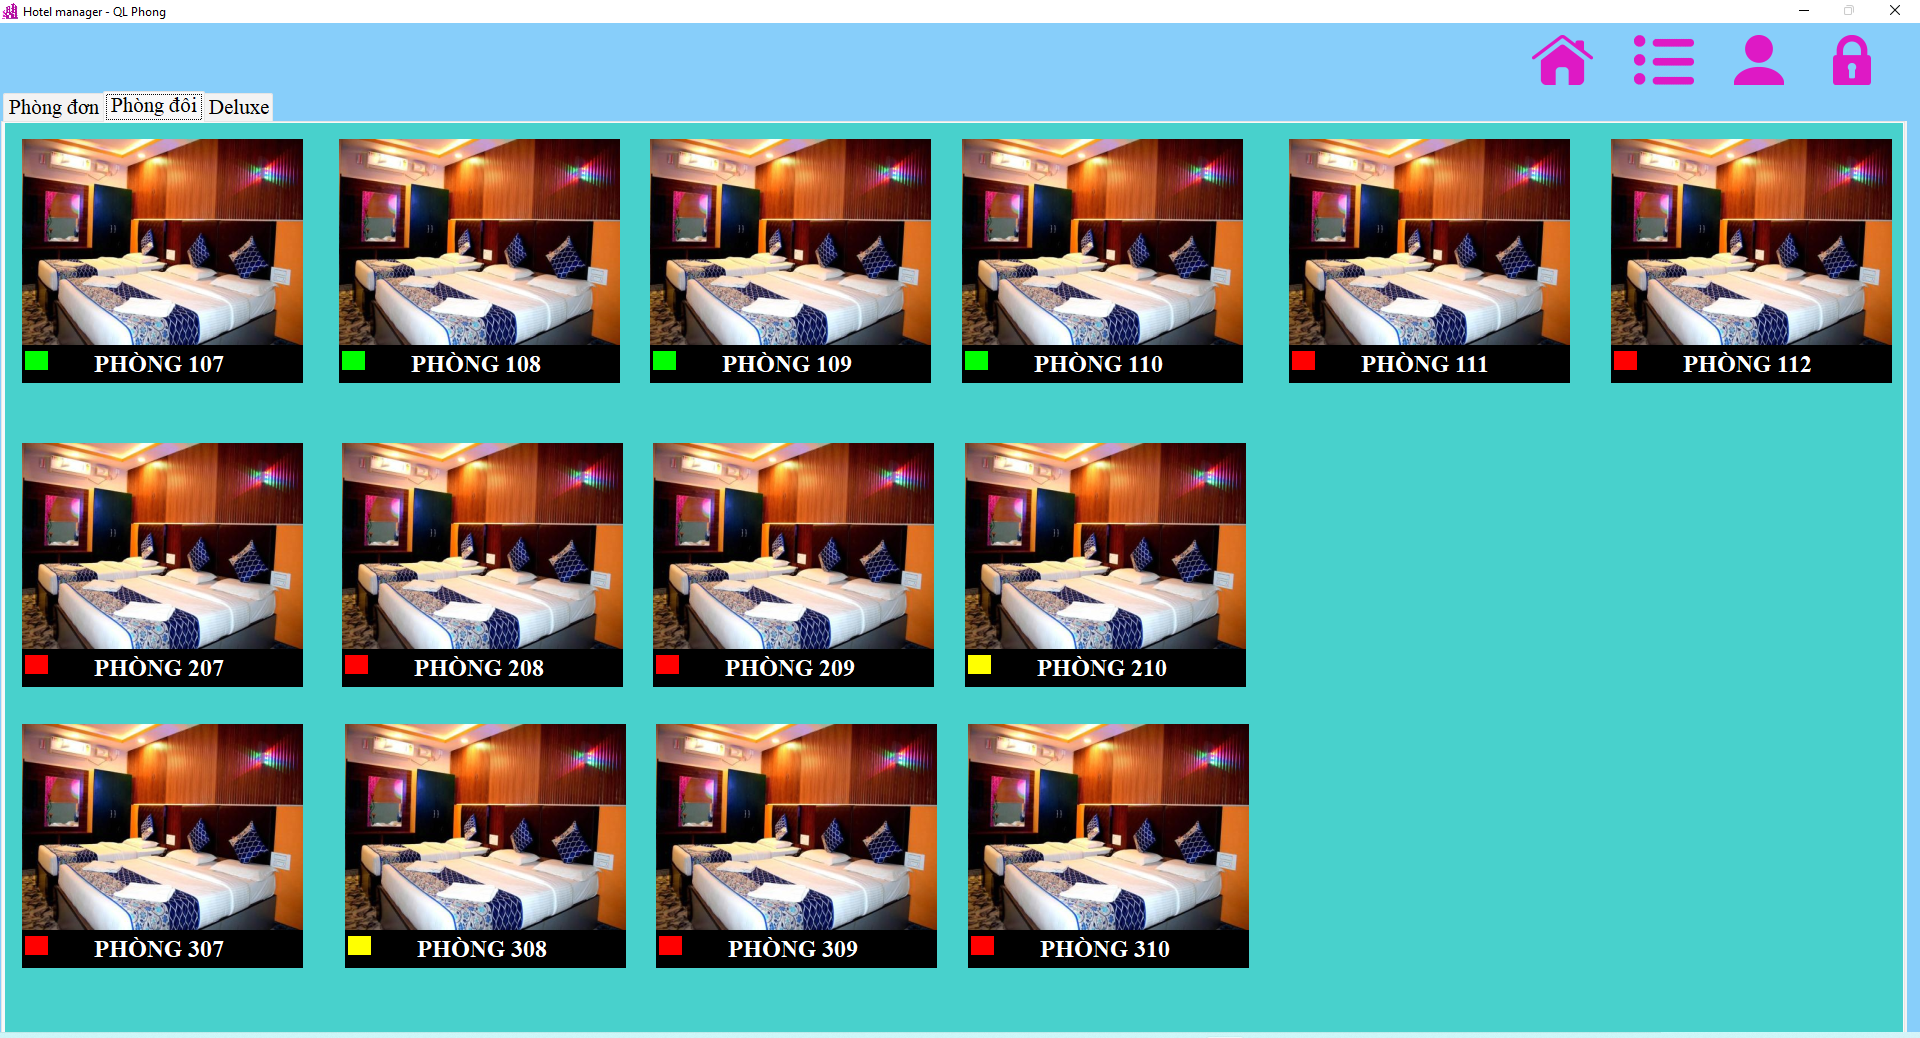 Hotel manager - QL Phong
Phòng đơn
Phòng đôi
Deluxe
PHÒNG 107
PHÒNG 108
PHÒNG 109
PHÒNG 110
PHÒNG 111
PHÒNG 112
PHÒNG 207
PHÒNG 208
PHÒNG 209
PHÒNG 210
PHÒNG 307
PHÒNG 308
PHÒNG 309
PHÒNG 310